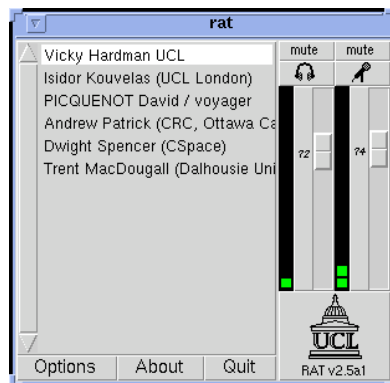 rat
Vicky Hardman UCL
Isidor Kouvelas (UCL London)
PICQUENOT David / voyager
Andrew Patrick (CRC, Ottawa Ca
Dwight Spencer (CSpace)
Trent MacDougall (Dalhousie Uni
mute mute
72 74
UCL
Options About Quit
RAT v2.5a1